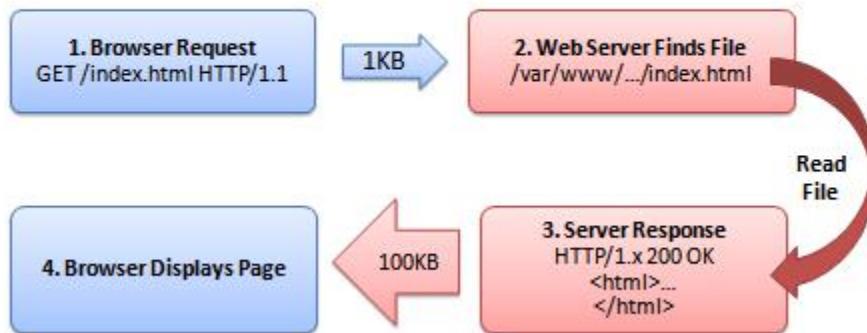 1. Browser Request
GET /index.html HTTP/1.1
1KB
2. Web Server Finds File
/var/www/.../index.html
Read
File
3. Server Response
HTTP/1.x 200 OK
<html>...
</html>
100KB
4. Browser Displays Page